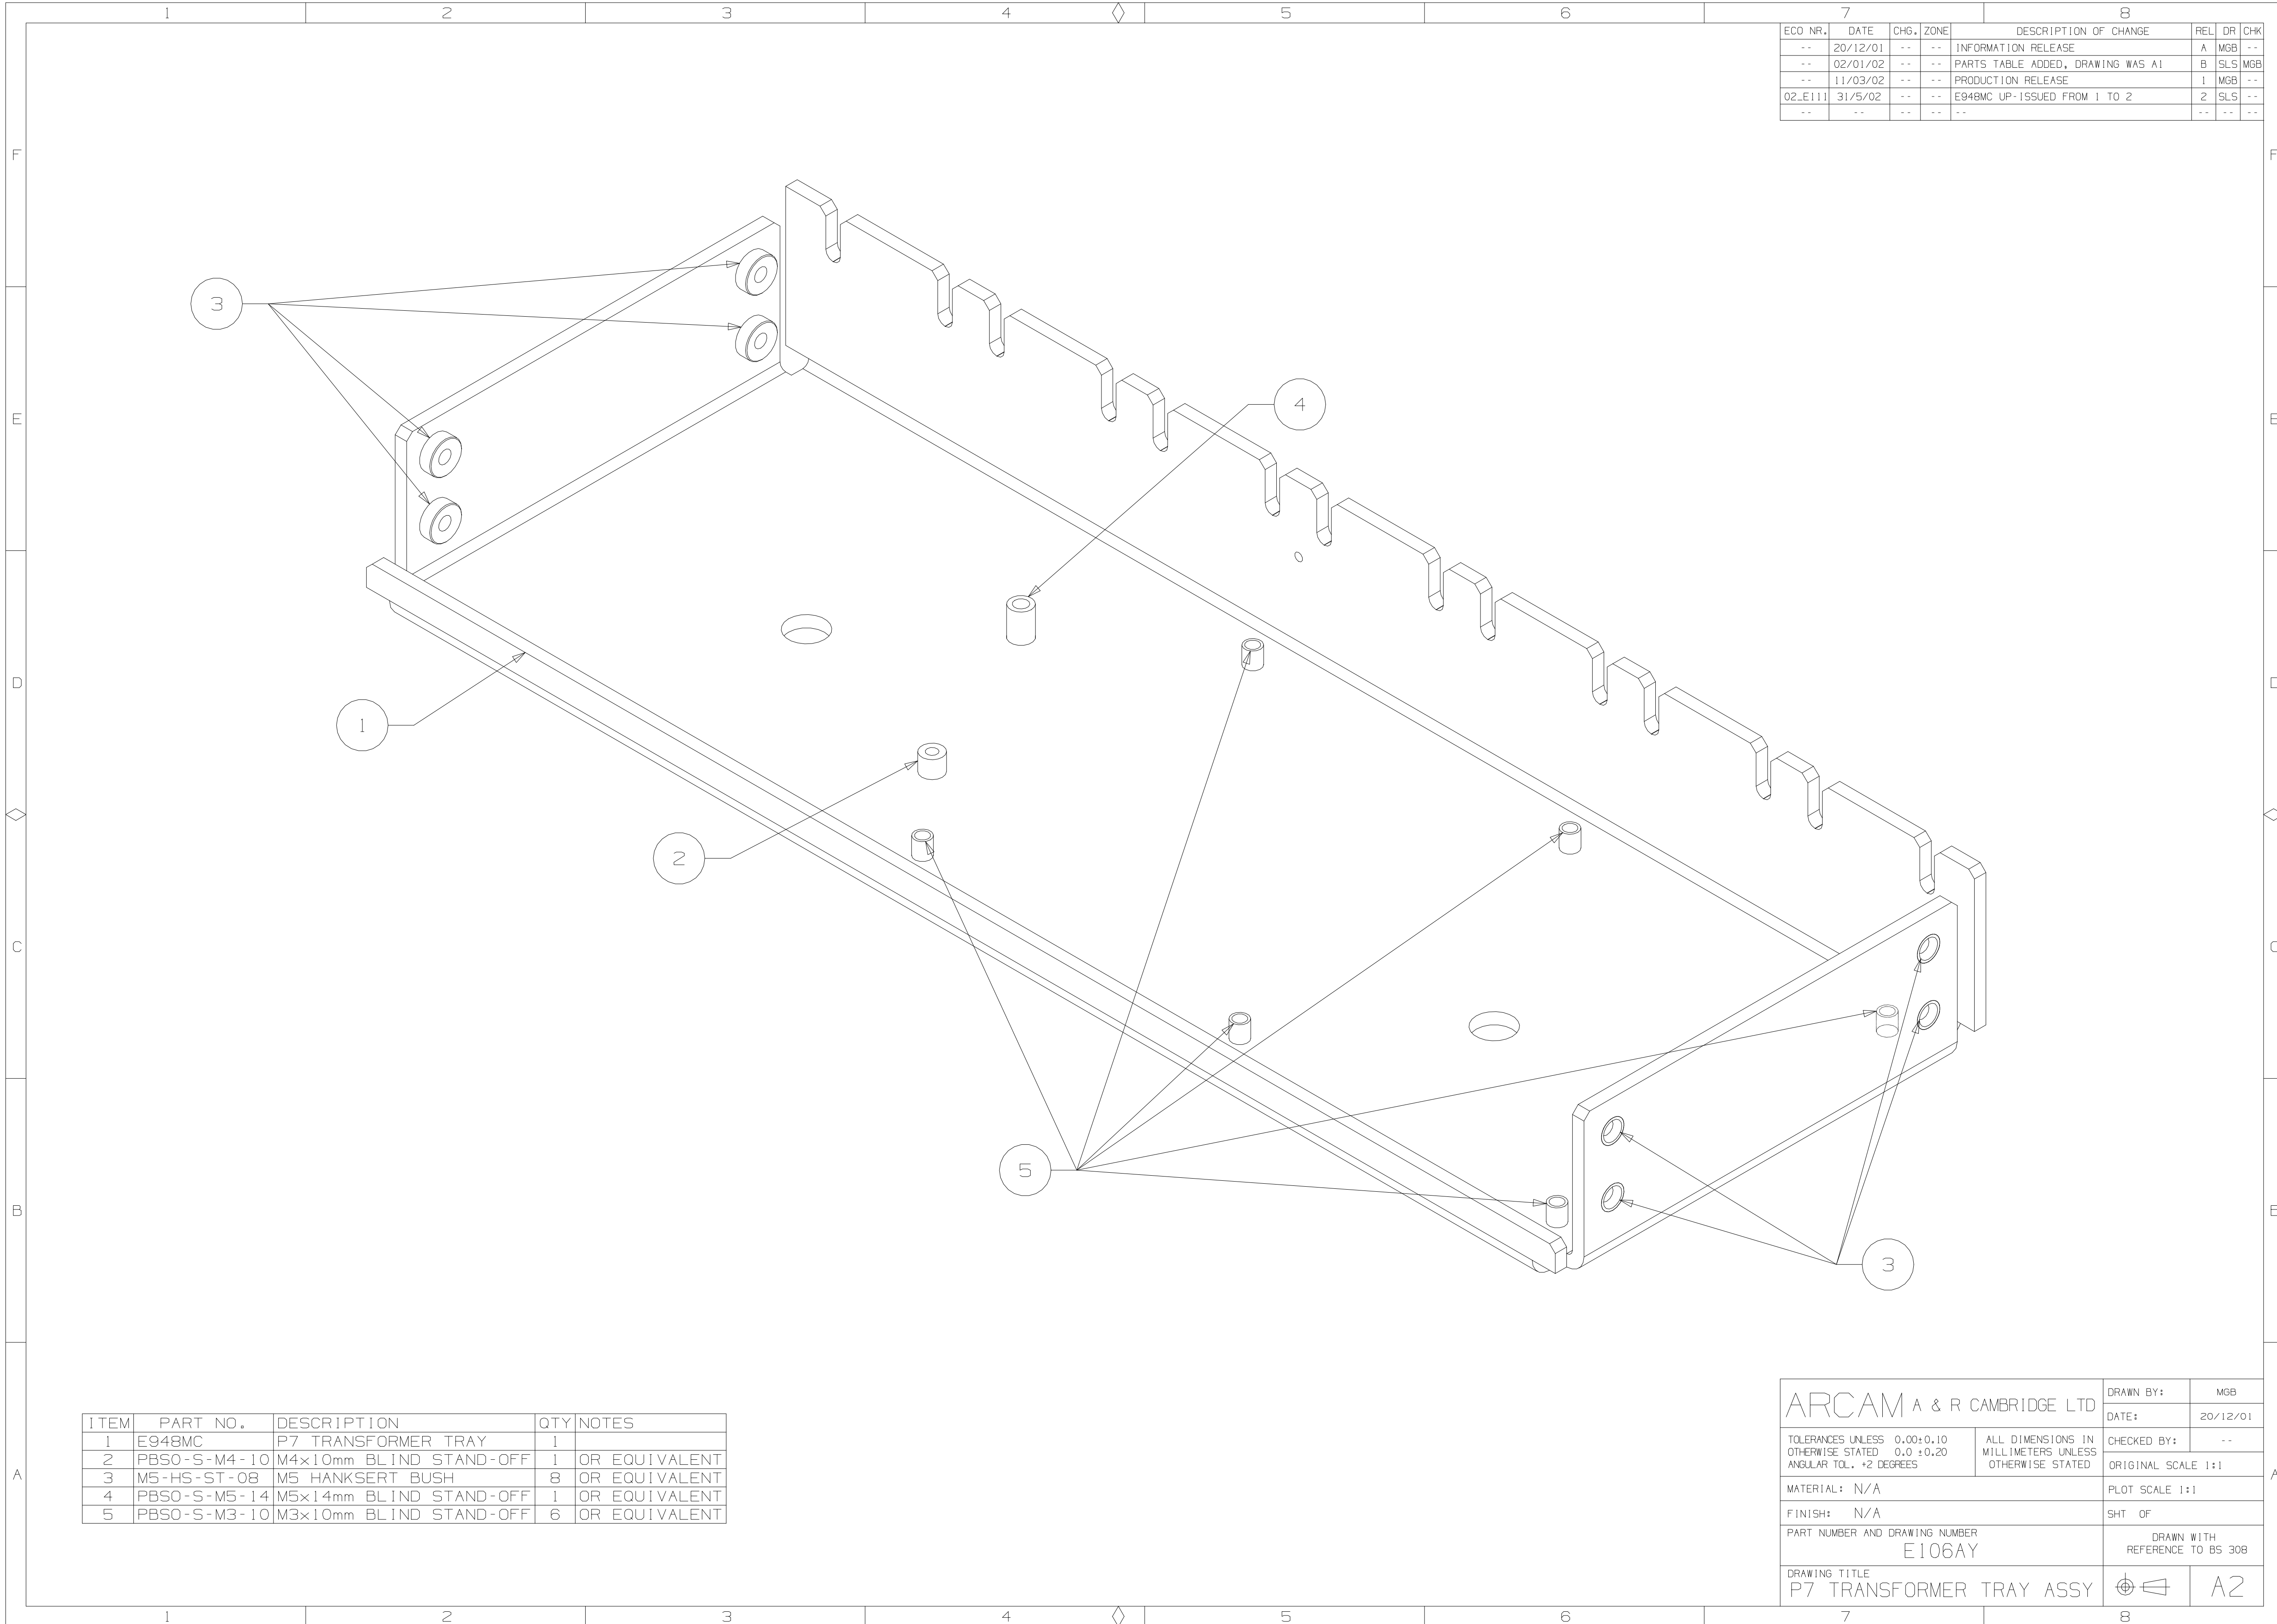 1 2 3 4 5 6 7 8
ECO NR. DATE CHG. ZONE DESCRIPTION OF CHANGE REL DR CHK
-- 20/12/01 -- -- INFORMATION RELEASE A MGB --
-- 02/01/02 -- -- PARTS TABLE ADDED, DRAWING WAS A1 B SLS MGB
-- 11/03/02 -- -- PRODUCTION RELEASE 1 MGB --
02_E111 31/5/02 -- -- E948MC UP-ISSUED FROM 1 TO 2 2 SLS --
-- -- -- -- -- -- -- --
F F
3
4
E E
D D
1
2
C C
5
B B
3
ITEM PART NO. DESCRIPTION QTY NOTES
1 E948MC P7 TRANSFORMER TRAY 1
2 PBSO-S-M4-10 M4x10mm BLIND STAND-OFF 1 OR EQUIVALENT
3 M5-HS-ST-08 M5 HANKSERT BUSH 8 OR EQUIVALENT
4 PBSO-S-M5-14 M5x14mm BLIND STAND-OFF 1 OR EQUIVALENT
5 PBSO-S-M3-10 M3x10mm BLIND STAND-OFF 6 OR EQUIVALENT
A A
ARCAM A & R CAMBRIDGE LTD
DRAWN BY: MGB
DATE: 20/12/01
TOLERANCES UNLESS 0.00±0.10
OTHERWISE STATED 0.0 ±0.20
ANGULAR TOL. +2 DEGREES
ALL DIMENSIONS IN
MILLIMETERS UNLESS
OTHERWISE STATED
CHECKED BY: --
ORIGINAL SCALE 1:1
MATERIAL: N/A
PLOT SCALE 1:1
FINISH: N/A
SHT OF
PART NUMBER AND DRAWING NUMBER
E106AY
DRAWN WITH
REFERENCE TO BS 308
DRAWING TITLE
P7 TRANSFORMER TRAY ASSY
A2
1 2 3 4 5 6 7 8